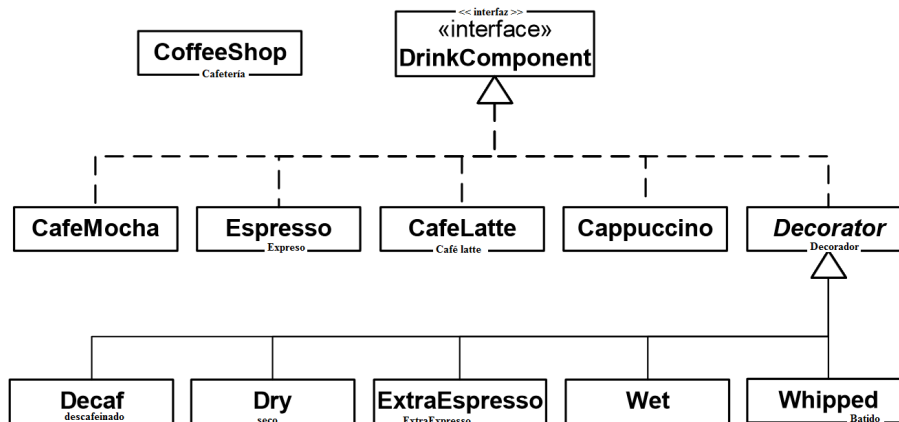 << interfaz >>
«interface»
DrinkComponent
CoffeeShop
Cafetería
CafeMocha
Espresso
Expreso
CafeLatte
Café latte
Cappuccino
Decorator
Decorador
Decaf
descafeinado
Dry
seco
ExtraEspresso
ExtraExpresso
Wet
Whipped
Batido